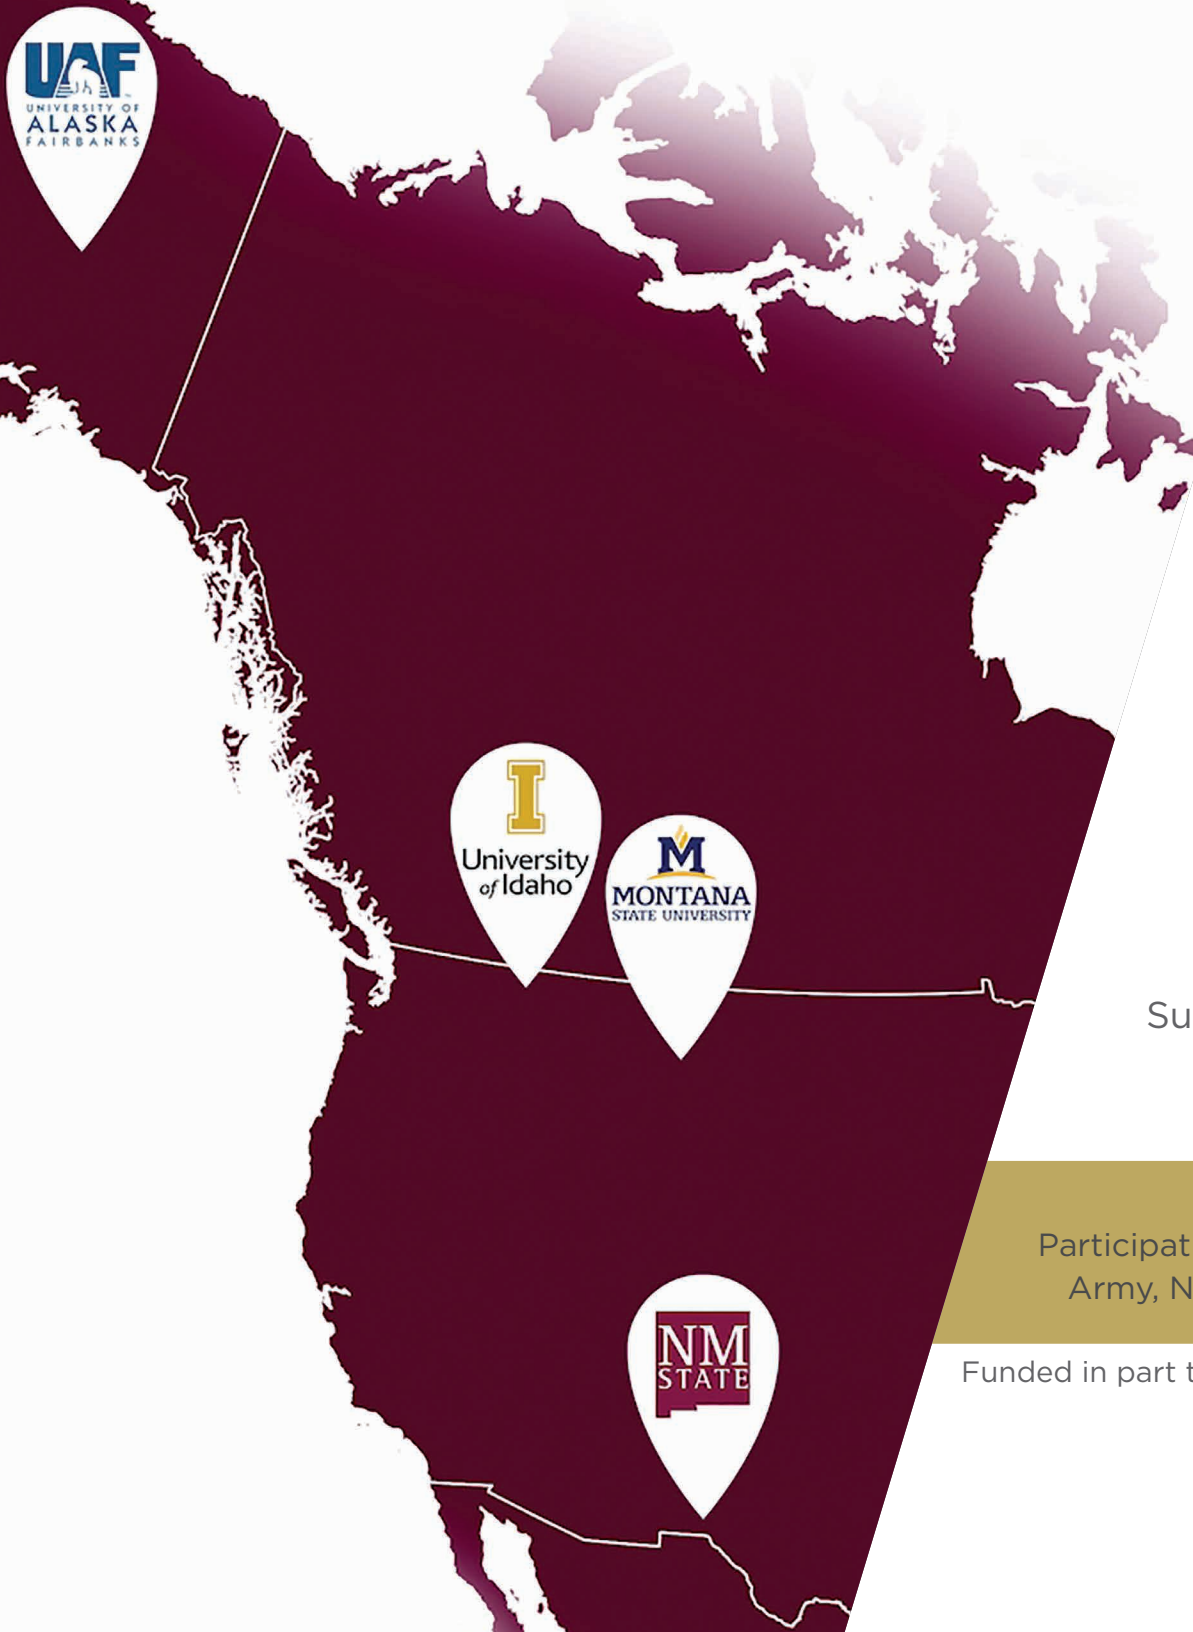 UAF
UNIVERSITY OF
ALASKA
FAIRBANKS
I
University
of Idaho
M
MONTANA
STATE UNIVERSITY
Su
Participat
Army, N
NM
STATE
Funded in part t